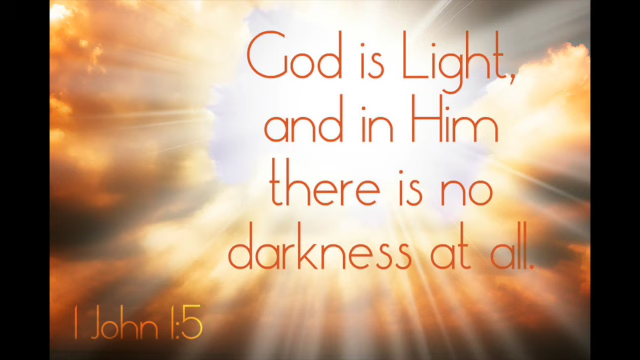 God is Light,
and in Him
there is no
darkness at all.
1 John 1:5